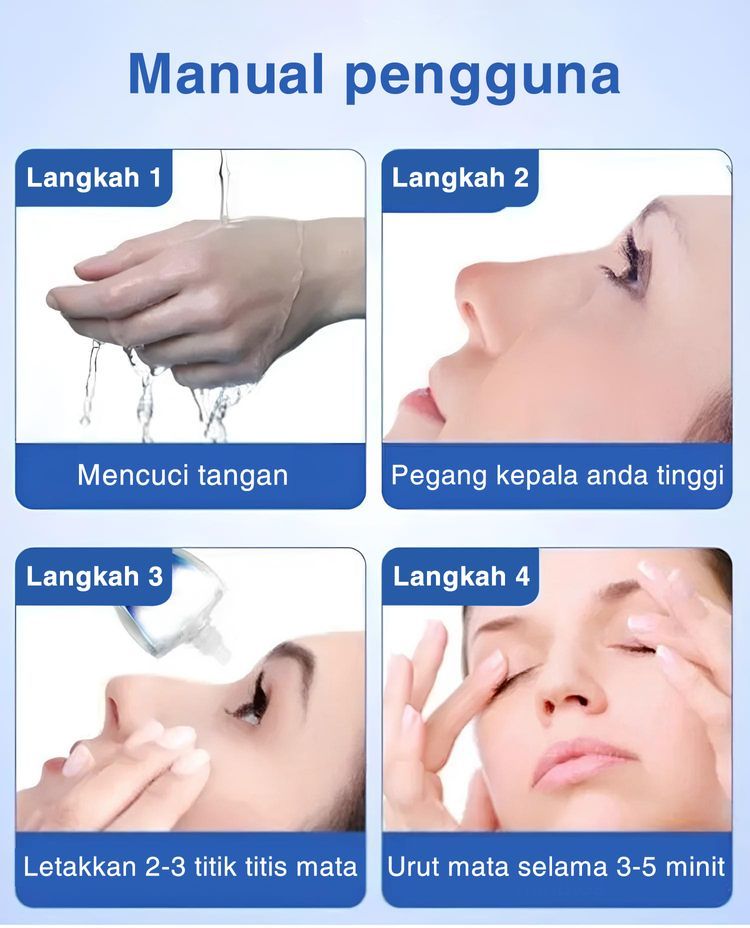 Manual pengguna
Langkah 1
Mencuci tangan
Langkah 2
Pegang kepala anda tinggi
Langkah 3
Letakkan 2-3 titik titis mata
Langkah 4
Urut mata selama 3-5 minit